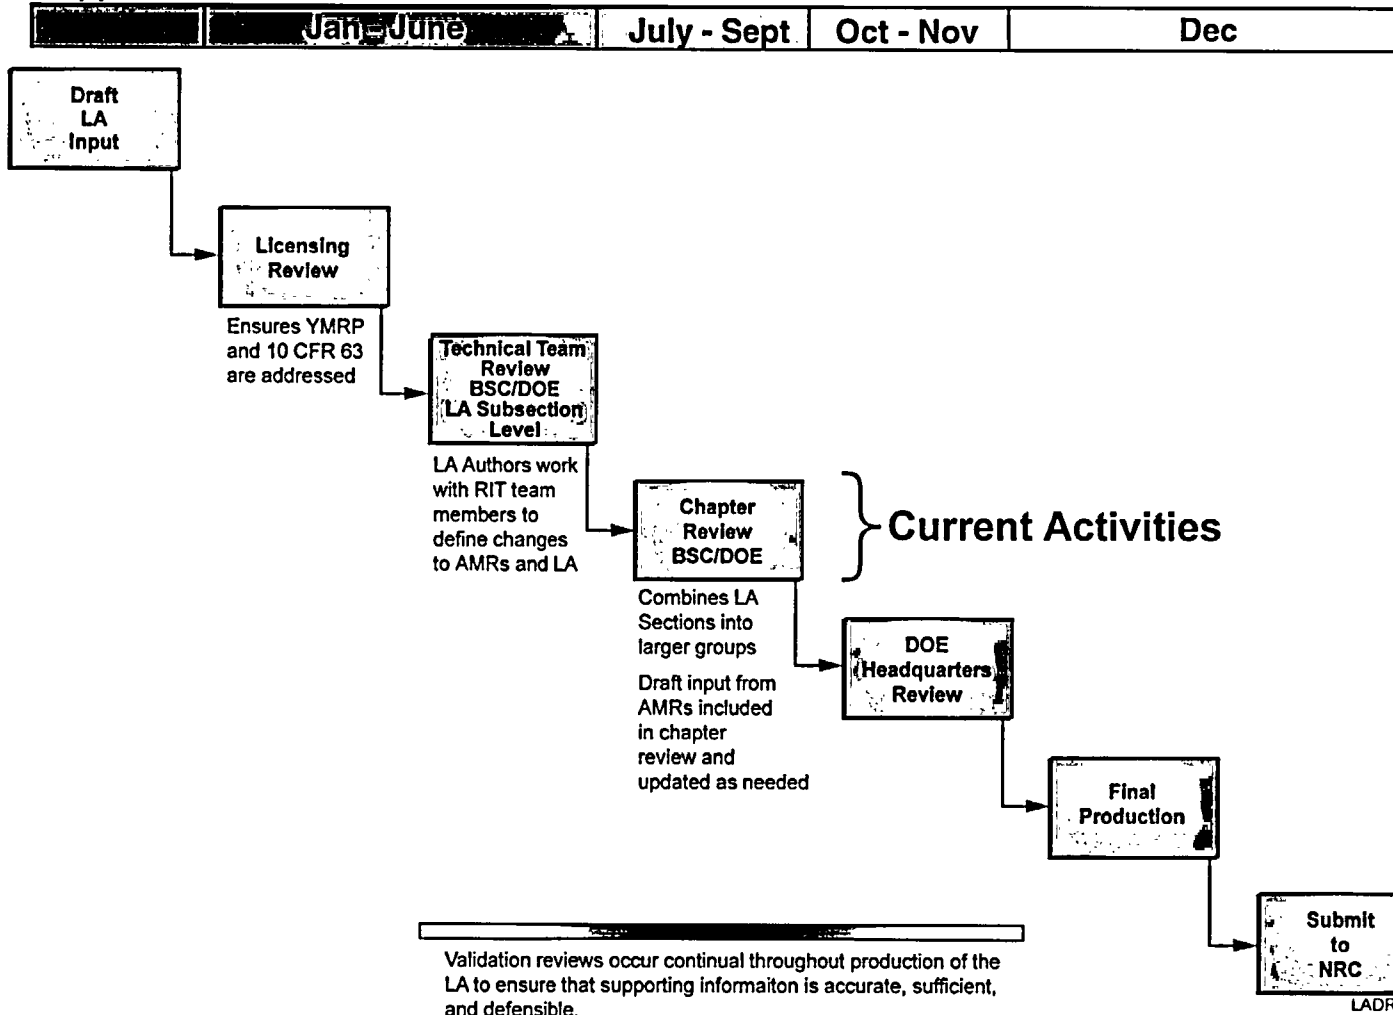 Jan - June
July - Sept
Oct - Nov
Dec
Draft
LA
Input
Licensing
Review
Ensures YMRP
and 10 CFR 63
are addressed
Technical Team
Review
BSC/DOE
LA Subsection
Level
LA Authors work
with RIT team
members to
define changes
to AMRs and LA
Chapter
Review
BSC/DOE
Current Activities
Combines LA
Sections into
larger groups
Draft input from
AMRs included
in chapter
review and
updated as needed
DOE
Headquarters
Review
Final
Production
Submit
to
NRC
Validation reviews occur continual throughout production of the
LA to ensure that supporting informaiton is accurate, sufficient,
and defensible.
LADR